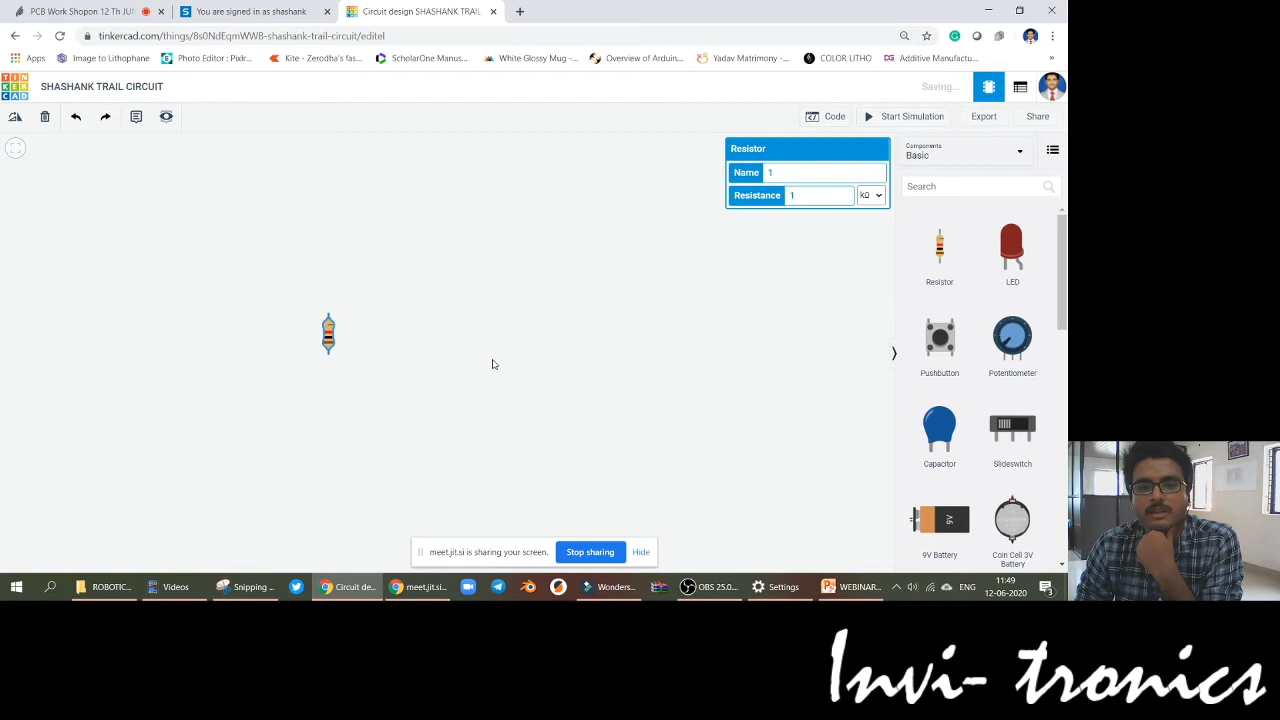 PCB Work Shopon 12 Th JUN
You are signed in as shashank
Circuit design SHASHANK TRAIL
tinkercad.com/things/8s0NdEqmWWB-shashank-trail-circuit/editel
Apps
Image to Lithophane
Photo Editor : Pixlr...
Kite - Zerodha's fas...
ScholarOne Manus...
White Glossy Mug -...
Overview of Arduin...
Yadav Matrimony -...
COLOR LITHO
Additive Manufactu...
»
TIN
KER
CAD
SHASHANK TRAIL CIRCUIT
Saving...
Code
Start Simulation
Export
Share
Resistor
Name 1
Resistance 1 kΩ
Components
Basic
Search
Resistor
LED
Pushbutton
Potentiometer
Capacitor
Slideswitch
9V
9V Battery
Coin Cell 3V
Battery
meet.jit.si is sharing your screen.
Stop sharing
Hide
ROBOTIC...
Videos
Snipping ...
Circuit de...
meet.jit.si...
Wonders...
OBS 25.0...
Settings
WEBINAR...
ENG
11:49
12-06-2020
3
Invi- tronics